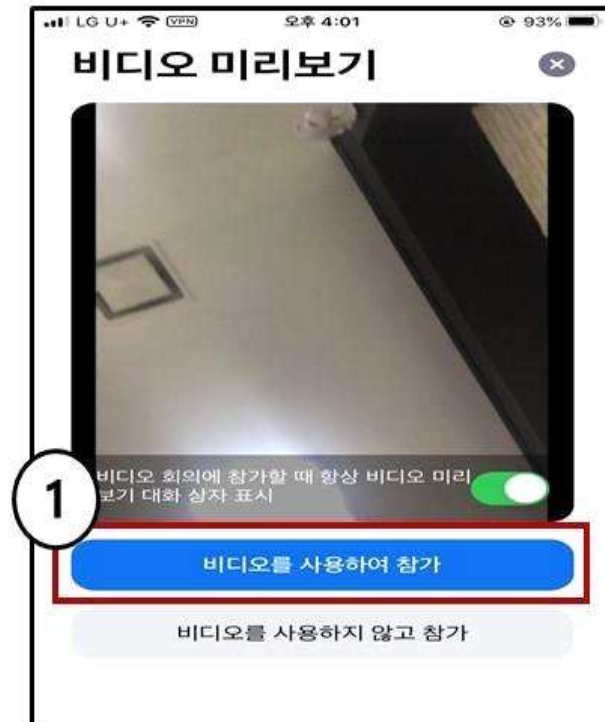 LG U+ VPN 오후 4:01 93%
비디오 미리보기
비디오 회의에 참가할 때 항상 비디오 미리
보기 대화 상자 표시
1
비디오를 사용하여 참가
비디오를 사용하지 않고 참가